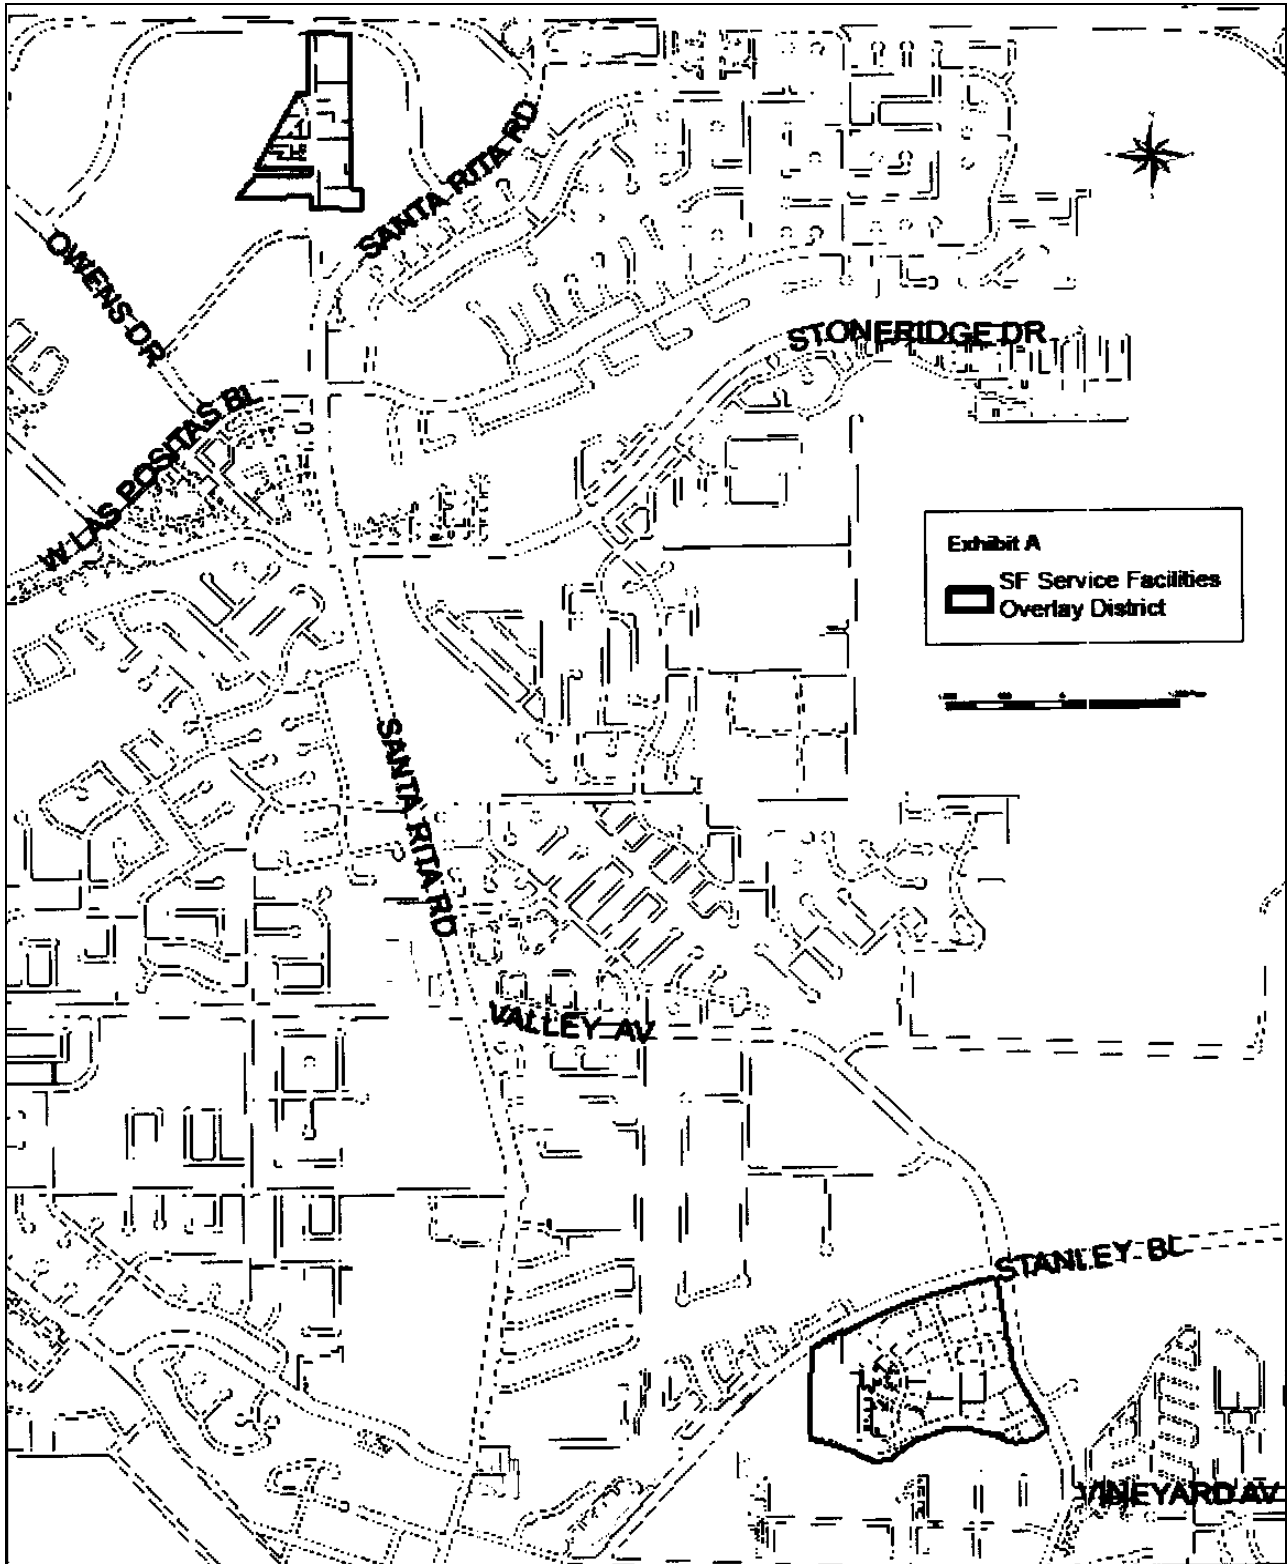 SANTA RITA RD
OWENS DR
STONERIDGE DR
W LAS POSITAS BL
Exhibit A
SF Service Facilities
Overlay District
SANTA RITA RD
VALLEY AV
STANLEY BL
VINEYARD AV